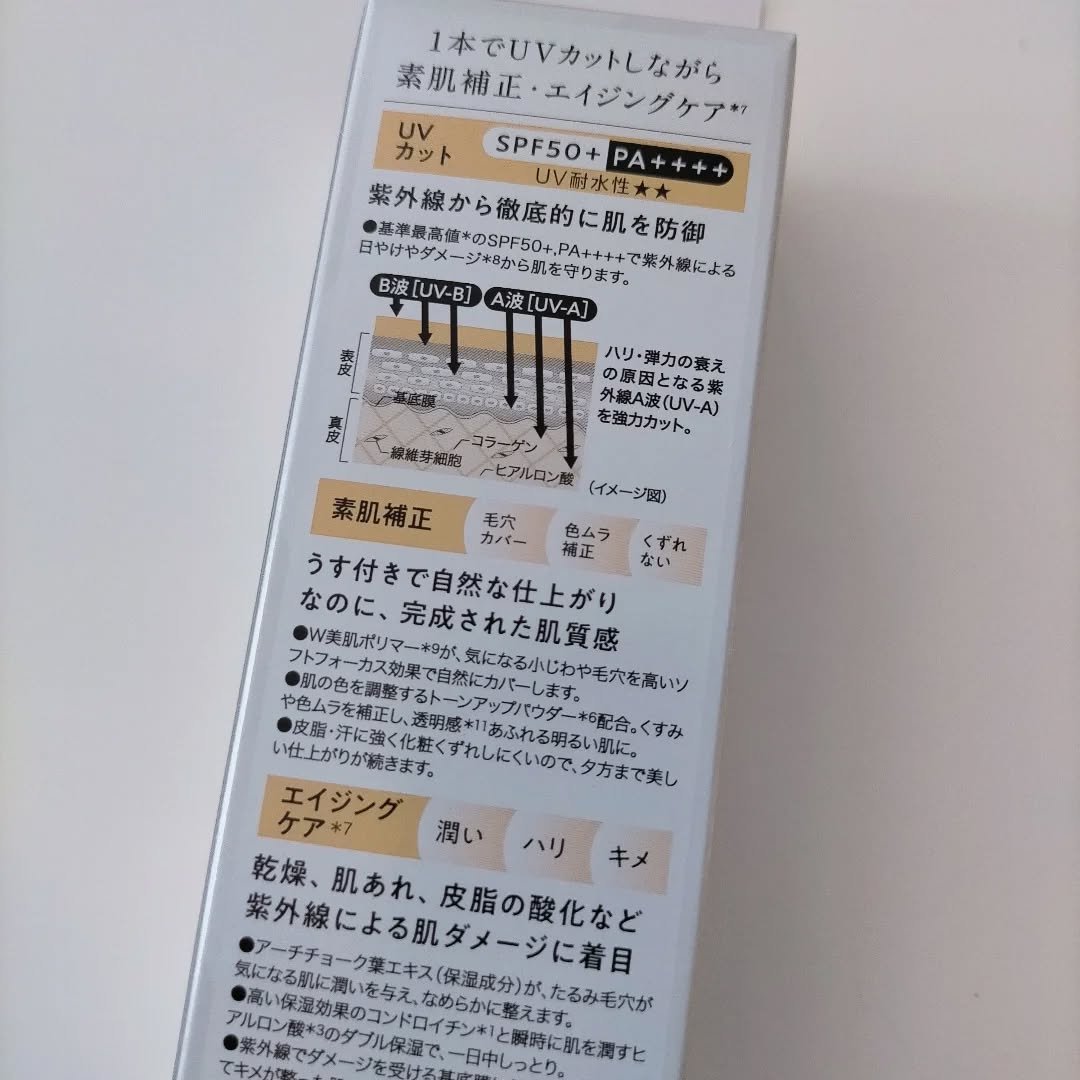 1本でUVカットしながら
素肌補正・エイジングケア*7
UV
カット
SPF50+ PA++++
UV耐水性★★
紫外線から徹底的に肌を防御
●基準最高値*のSPF50+,PA++++で紫外線による
日やけやダメージ*8から肌を守ります。
B波[UV-B] A波[UV-A]
表皮
真皮
基底膜
コラーゲン
線維芽細胞
ヒアルロン酸
ハリ・弾力の衰え
の原因となる紫
外線A波(UV-A)
を強力カット。
(イメージ図)
素肌補正
毛穴
カバー
色ムラ
補正
くずれ
ない
うす付きで自然な仕上がり
なのに、完成された肌質感
●W美肌ポリマー*9が、気になる小じわや毛穴を高いソ
フトフォーカス効果で自然にカバーします。
●肌の色を調整するトーンアップパウダー*6配合。くすみ
や色ムラを補正し、透明感*11あふれる明るい肌に。
●皮脂・汗に強く化粧くずれしにくいので、夕方まで美し
い仕上がりが続きます。
エイジング
ケア*7
潤い
ハリ
キメ
乾燥、肌あれ、皮脂の酸化など
紫外線による肌ダメージに着目
●アーチチョーク葉エキス(保湿成分)が、たるみ毛穴が
気になる肌に潤いを与え、なめらかに整えます。
●高い保湿効果のコンドロイチン*1と瞬時に肌を潤すヒ
アルロン酸*3のダブル保湿で、一日中しっとり。
●紫外線でダメージを受ける基底膜
てキメが整った